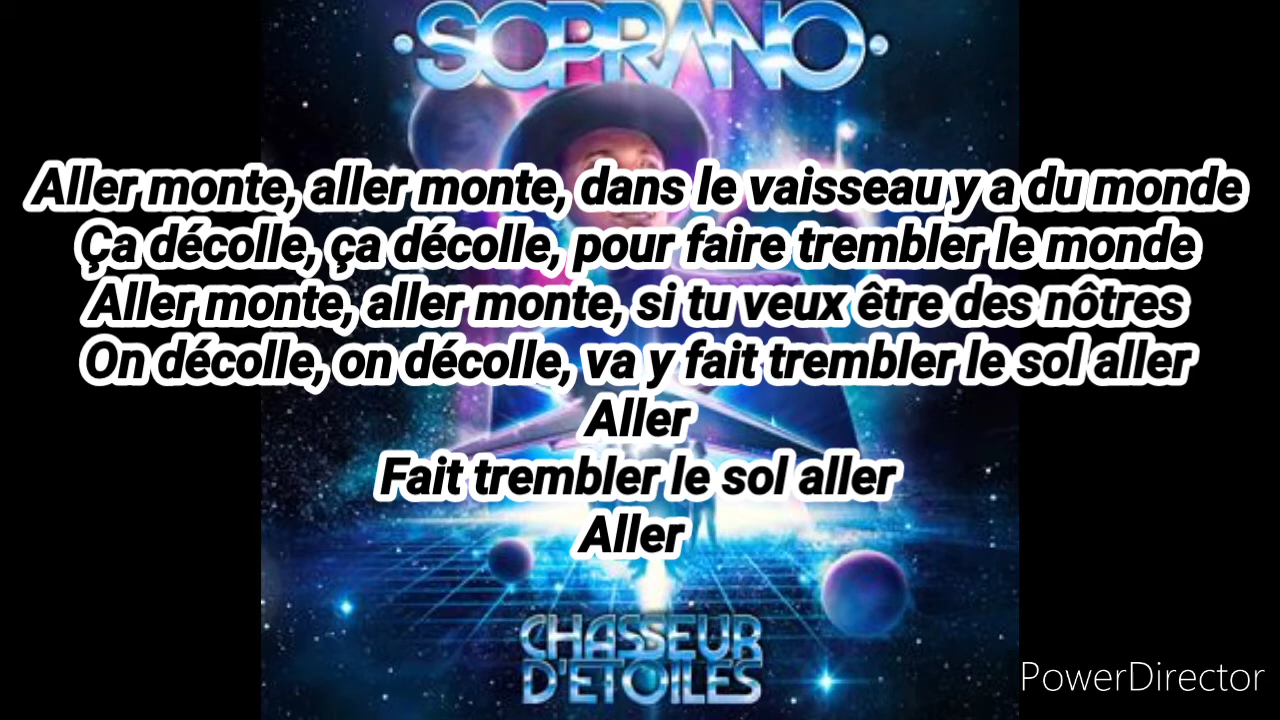 SOPRANO
Aller monte, aller monte, dans le vaisseau y a du monde
Ça décolle, ça décolle, pour faire trembler le monde
Aller monte, aller monte, si tu veux être des nôtres
On décolle, on décolle, va y fait trembler le sol aller
Aller
Fait trembler le sol aller
Aller
CHASSEUR
D'ETOILES
PowerDirector